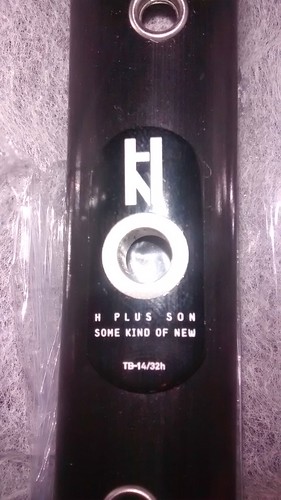 H PLUS SON
SOME KIND OF NEW
TB-14/32h